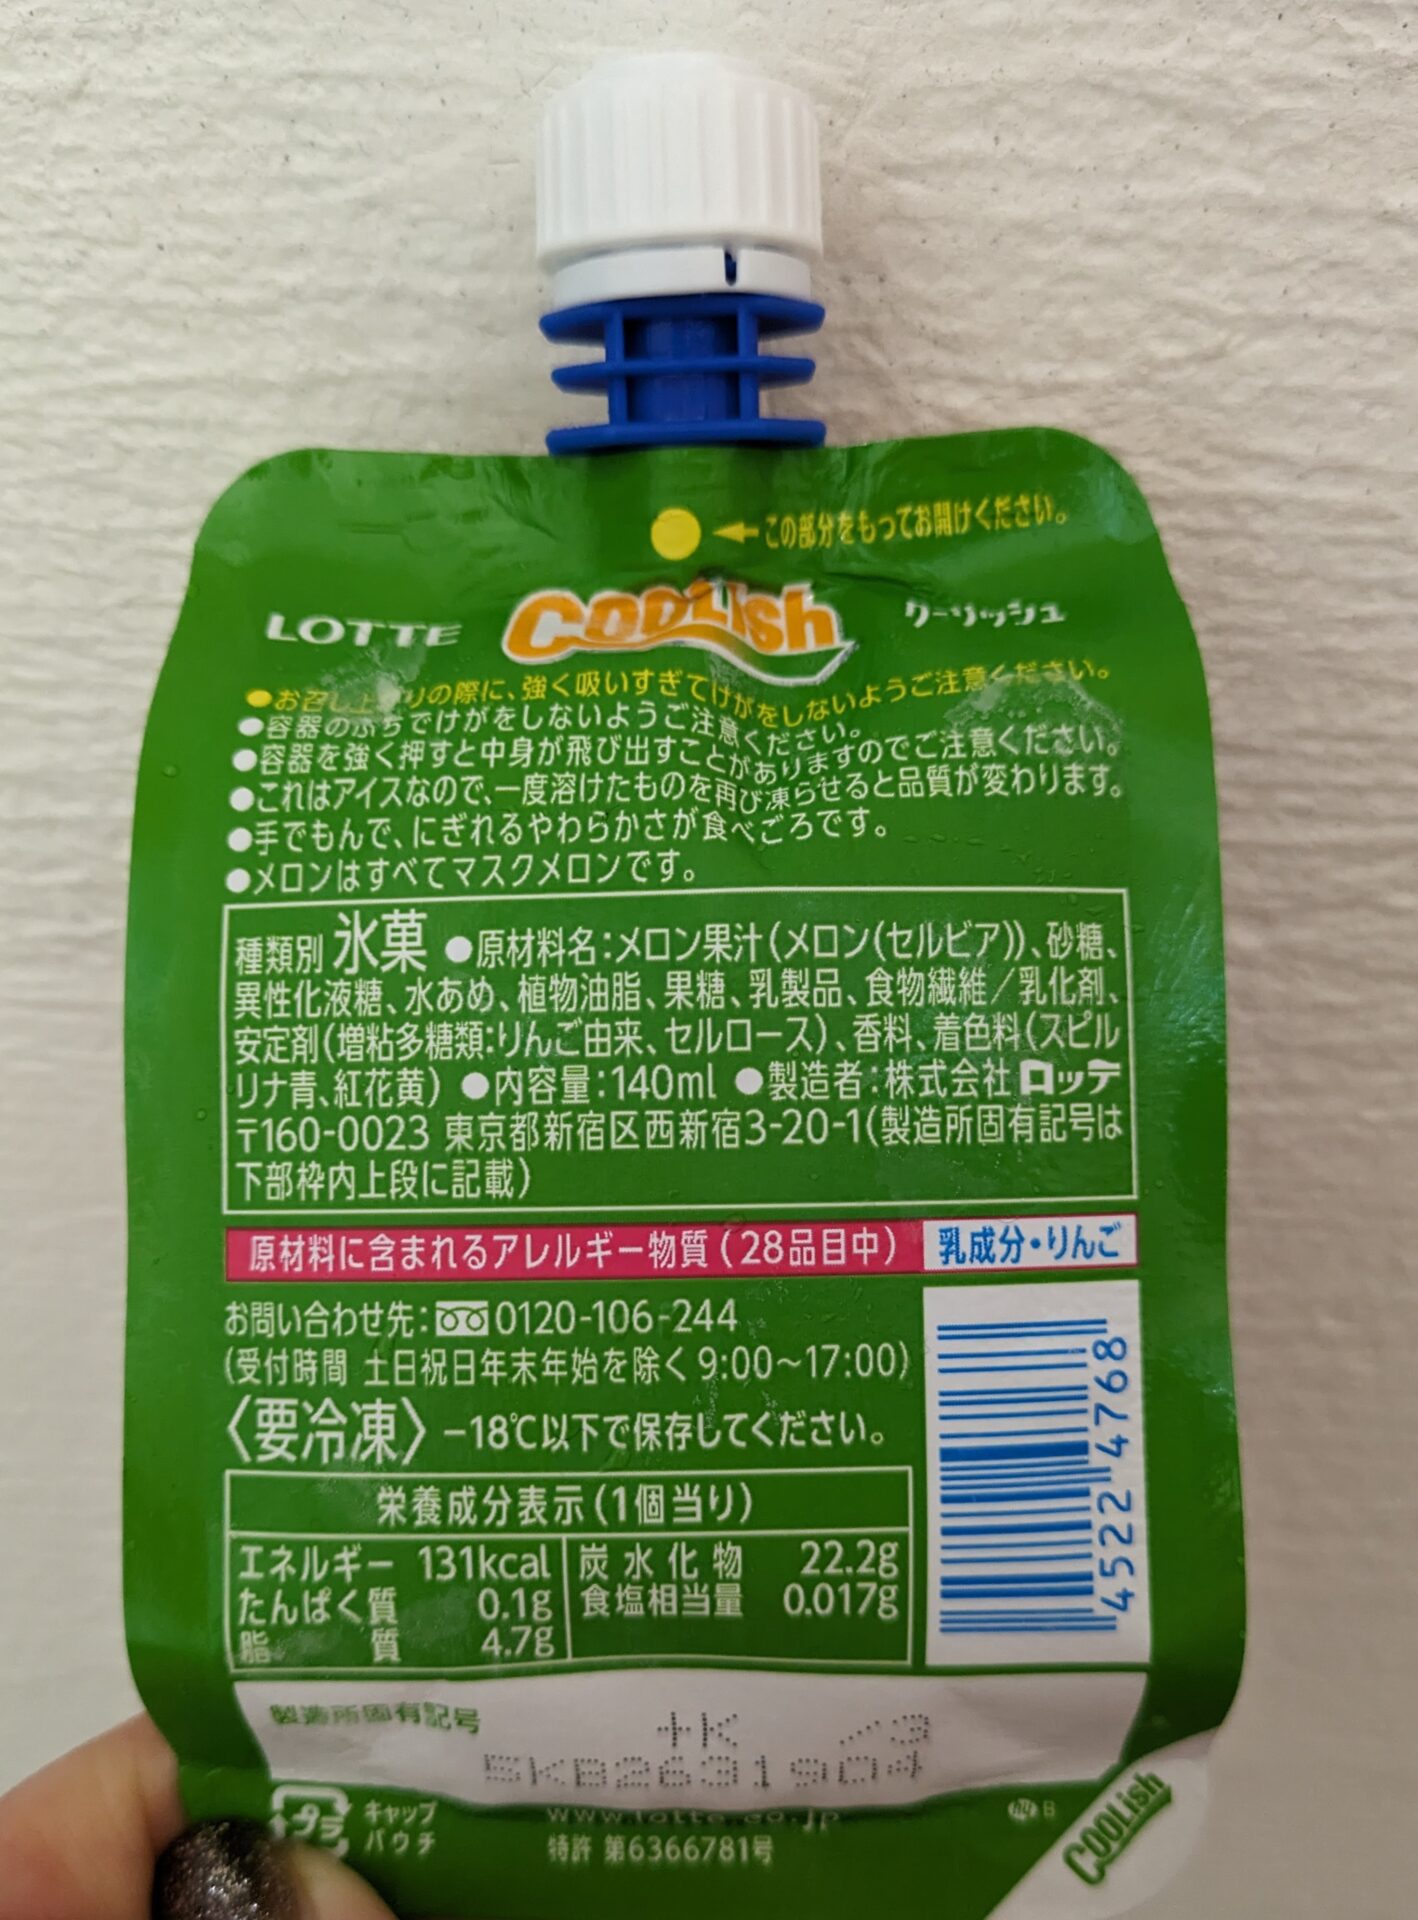 この部分をもってお開けください。
LOTTE COOLish クーリッシュ
●お召し上がりの際に、強く吸いすぎてけがをしないようご注意ください。
●容器のふちでけがをしないようご注意ください。
●容器を強く押すと中身が飛び出すことがありますのでご注意ください。
●これはアイスなので、一度溶けたものを再び凍らせると品質が変わります。
●手でもんで、にぎれるやわらかさが食べごろです。
●メロンはすべてマスクメロンです。
種類別 氷菓 ●原材料名:メロン果汁(メロン(セルビア))、砂糖、
異性化液糖、水あめ、植物油脂、果糖、乳製品、食物繊維/乳化剤、
安定剤(増粘多糖類:りんご由来、セルロース)、香料、着色料(スピル
リナ青、紅花黄) ●内容量:140ml ●製造者:株式会社 ロッテ
〒160-0023 東京都新宿区西新宿3-20-1(製造所固有記号は
下部枠内上段に記載)
原材料に含まれるアレルギー物質(28品目中) 乳成分・りんご
お問い合わせ先:0120-106-244
(受付時間 土日祝日年末年始を除く 9:00~17:00)
〈要冷凍〉 -18℃以下で保存してください。
栄養成分表示(1個当り)
エネルギー 131kcal 炭水化物 22.2g
たんぱく質 0.1g 食塩相当量 0.017g
脂質 4.7g
4522 4768
製造所固有記号
+K /3
プラ キャップ
パウチ
www.lotte.co.jp
特許 第6366781号
B
COOLish